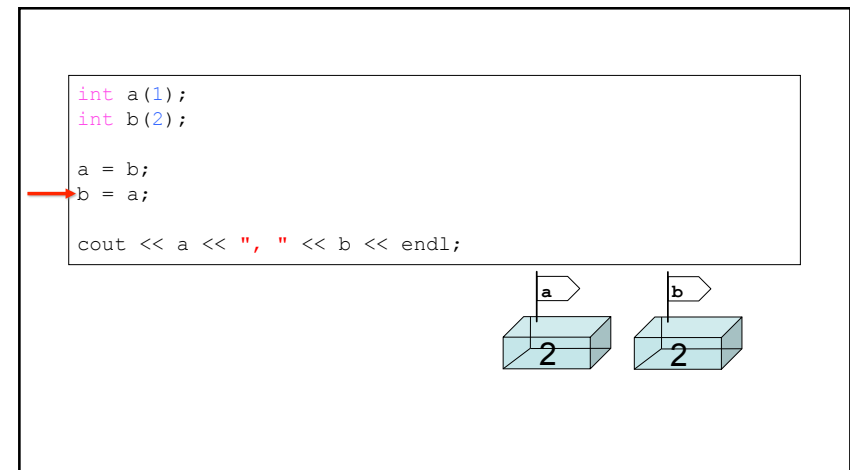 int a(1);
int b(2);
a = b;
b = a;
cout << a << ", " << b << endl;
a b
2 2